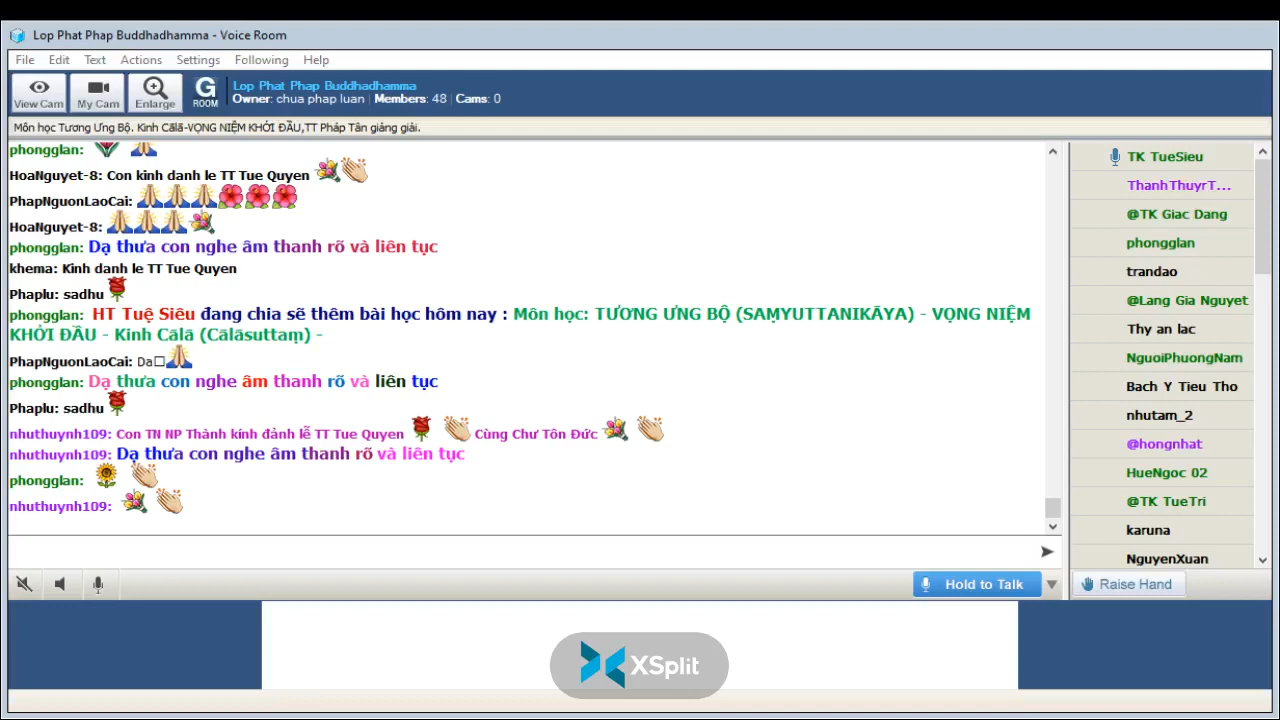 Lop Phat Phap Buddhadhamma - Voice Room
File Edit Text Actions Settings Following Help
View Cam My Cam Enlarge G ROOM
Lop Phat Phap Buddhadhamma
Owner: chua phap luan | Members: 48 | Cams: 0
Môn học Tương Ưng Bộ. Kinh Cālā-VỌNG NIỆM KHỞI ĐẦU,TT Pháp Tân giảng giải.
phongglan:
HoaNguyet-8: Con kinh danh le TT Tue Quyen
PhapNguonLaoCai:
HoaNguyet-8:
phongglan: Dạ thưa con nghe âm thanh rõ và liên tục
khema: Kinh danh le TT Tue Quyen
Phaplu: sadhu
phongglan: HT Tuệ Siêu đang chia sẽ thêm bài học hôm nay : Môn học: TƯƠNG ƯNG BỘ (SAṂYUTTANIKĀYA) - VỌNG NIỆM
KHỞI ĐẦU - Kinh Cālā (Cālāsuttaṃ) -
PhapNguonLaoCai: Da□
phongglan: Dạ thưa con nghe âm thanh rõ và liên tục
Phaplu: sadhu
nhuthuynh109: Con TN NP Thành kính đảnh lễ TT Tue Quyen Cùng Chư Tôn Đức
nhuthuynh109: Dạ thưa con nghe âm thanh rõ và liên tục
phongglan:
nhuthuynh109:
TK TueSieu
ThanhThuyrT...
@TK Giac Dang
phongglan
trandao
@Lang Gia Nguyet
Thy an lac
NguoiPhuongNam
Bach Y Tieu Tho
nhutam_2
@hongnhat
HueNgoc 02
@TK TueTri
karuna
NguyenXuan
Hold to Talk
Raise Hand
XSplit